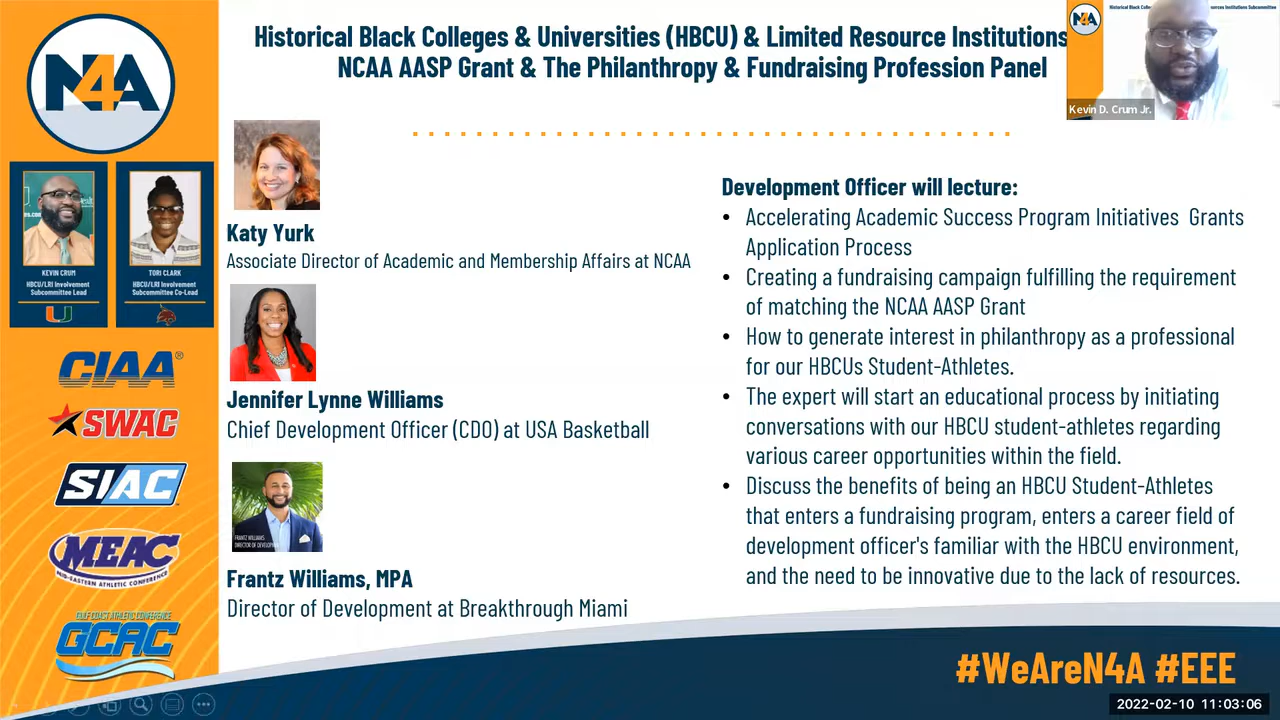 N4A
Historical Black Colleges & Universities (HBCU) & Limited Resource Institutions
NCAA AASP Grant & The Philanthropy & Fundraising Profession Panel
Kevin D. Crum Jr.
KEVIN CRUM
HBCU/LRI Involvement
Subcommittee Lead
TORI CLARK
HBCU/LRI Involvement
Subcommittee Co-Lead
CIAA®
SWAC
SIAC
MEAC
MID-EASTERN ATHLETIC CONFERENCE
GULF COAST ATHLETIC CONFERENCE
GCAC
Katy Yurk
Associate Director of Academic and Membership Affairs at NCAA
Jennifer Lynne Williams
Chief Development Officer (CDO) at USA Basketball
FRANTZ WILLIAMS
Frantz Williams, MPA
Director of Development at Breakthrough Miami
Development Officer will lecture:
• Accelerating Academic Success Program Initiatives Grants
Application Process
• Creating a fundraising campaign fulfilling the requirement
of matching the NCAA AASP Grant
• How to generate interest in philanthropy as a professional
for our HBCUs Student-Athletes.
• The expert will start an educational process by initiating
conversations with our HBCU student-athletes regarding
various career opportunities within the field.
• Discuss the benefits of being an HBCU Student-Athletes
that enters a fundraising program, enters a career field of
development officer's familiar with the HBCU environment,
and the need to be innovative due to the lack of resources.
#WeAreN4A #EEE
2022-02-10 11:03:06